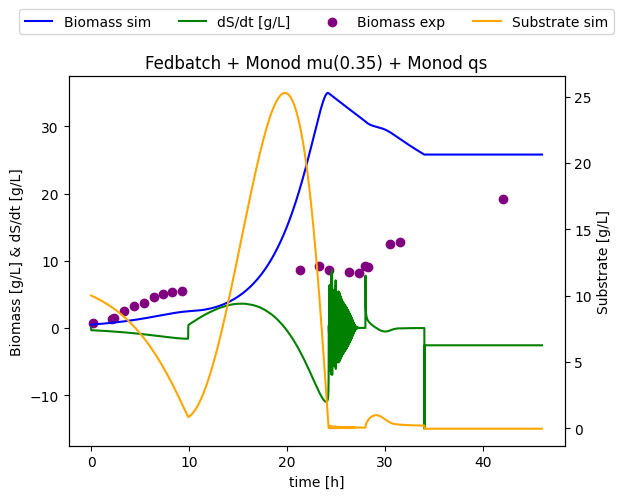 Biomass sim dS/dt [g/L] Biomass exp Substrate sim
Fedbatch + Monod mu(0.35) + Monod qs
Biomass [g/L] & dS/dt [g/L]
30
20
10
0
−10
25
20
15
10
5
0
Substrate [g/L]
0 10 20 30 40
time [h]